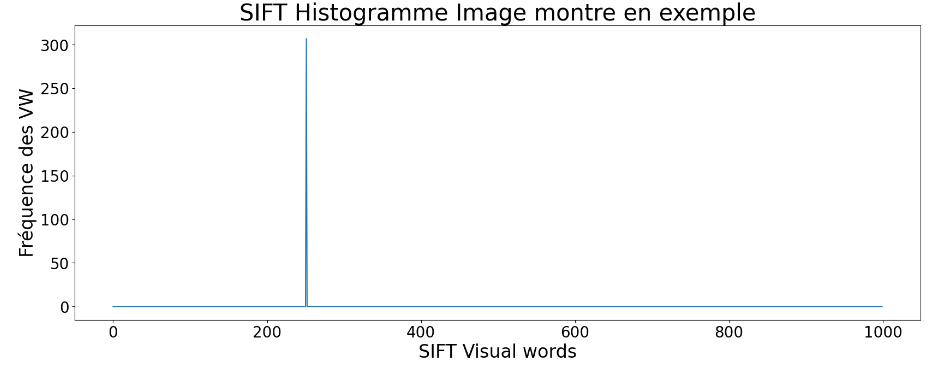 SIFT Histogramme Image montre en exemple
Fréquence des VW
300
250
200
150
100
50
0
0 200 400 600 800 1000
SIFT Visual words